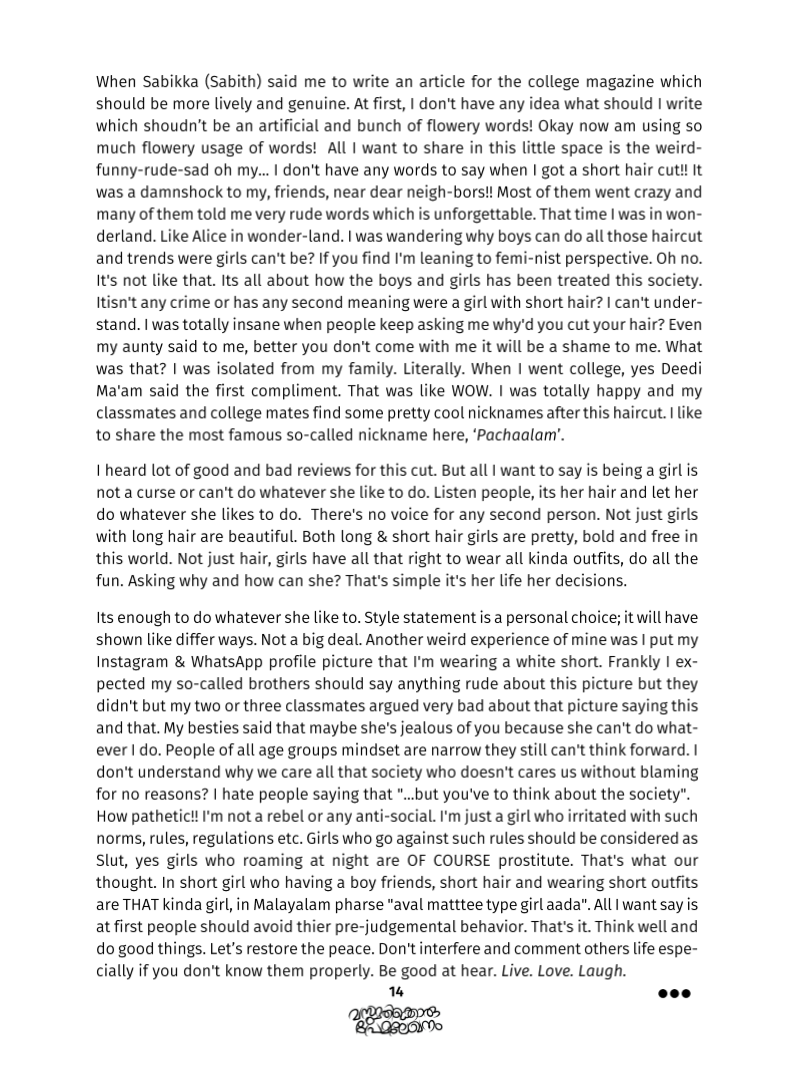 When Sabikka (Sabith) said me to write an article for the college magazine which
should be more lively and genuine. At first, I don't have any idea what should I write
which shoudn’t be an artificial and bunch of flowery words! Okay now am using so
much flowery usage of words!  All I want to share in this little space is the weird-
funny-rude-sad oh my... I don't have any words to say when I got a short hair cut!! It
was a damnshock to my, friends, near dear neigh-bors!! Most of them went crazy and
many of them told me very rude words which is unforgettable. That time I was in won-
derland. Like Alice in wonder-land. I was wandering why boys can do all those haircut
and trends were girls can't be? If you find I'm leaning to femi-nist perspective. Oh no.
It's not like that. Its all about how the boys and girls has been treated this society.
Itisn't any crime or has any second meaning were a girl with short hair? I can't under-
stand. I was totally insane when people keep asking me why'd you cut your hair? Even
my aunty said to me, better you don't come with me it will be a shame to me. What
was that? I was isolated from my family. Literally. When I went college, yes Deedi
Ma'am said the first compliment. That was like WOW. I was totally happy and my
classmates and college mates find some pretty cool nicknames after this haircut. I like
to share the most famous so-called nickname here, ‘Pachaalam’.
I heard lot of good and bad reviews for this cut. But all I want to say is being a girl is
not a curse or can't do whatever she like to do. Listen people, its her hair and let her
do whatever she likes to do.  There's no voice for any second person. Not just girls
with long hair are beautiful. Both long & short hair girls are pretty, bold and free in
this world. Not just hair, girls have all that right to wear all kinda outfits, do all the
fun. Asking why and how can she? That's simple it's her life her decisions.
Its enough to do whatever she like to. Style statement is a personal choice; it will have
shown like differ ways. Not a big deal. Another weird experience of mine was I put my
Instagram & WhatsApp profile picture that I'm wearing a white short. Frankly I ex-
pected my so-called brothers should say anything rude about this picture but they
didn't but my two or three classmates argued very bad about that picture saying this
and that. My besties said that maybe she's jealous of you because she can't do what-
ever I do. People of all age groups mindset are narrow they still can't think forward. I
don't understand why we care all that society who doesn't cares us without blaming
for no reasons? I hate people saying that "...but you've to think about the society".
How pathetic!! I'm not a rebel or any anti-social. I'm just a girl who irritated with such
norms, rules, regulations etc. Girls who go against such rules should be considered as
Slut, yes girls who roaming at night are OF COURSE prostitute. That's what our
thought. In short girl who having a boy friends, short hair and wearing short outfits
are THAT kinda girl, in Malayalam pharse "aval matttee type girl aada". All I want say is
at first people should avoid thier pre-judgemental behavior. That's it. Think well and
do good things. Let’s restore the peace. Don't interfere and comment others life espe-
cially if you don't know them properly. Be good at hear. Live. Love. Laugh.
14